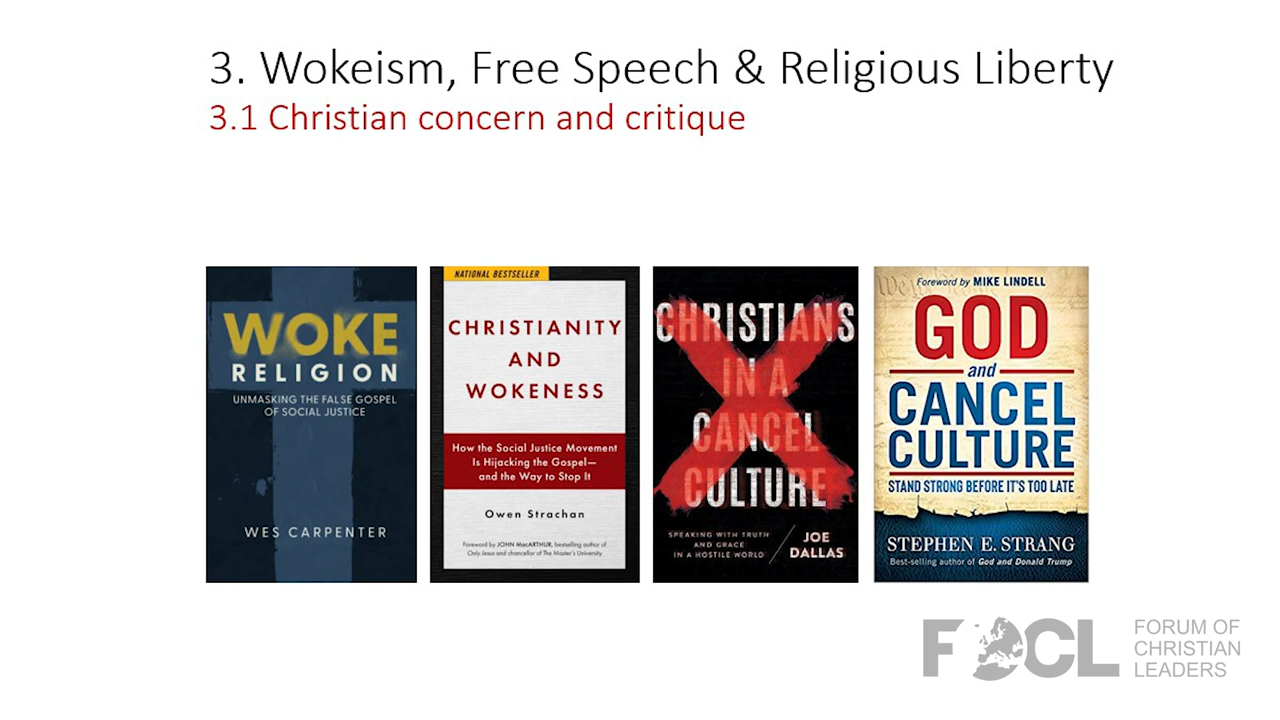 3. Wokeism, Free Speech & Religious Liberty
3.1 Christian concern and critique
WOKE
RELIGION
UNMASKING THE FALSE GOSPEL
OF SOCIAL JUSTICE
WES CARPENTER
NATIONAL BESTSELLER
CHRISTIANITY
AND
WOKENESS
How the Social Justice Movement
Is Hijacking the Gospel—
and the Way to Stop It
Owen Strachan
Foreword by JOHN MacARTHUR, bestselling author of
Only Jesus and chancellor of The Master's University
CHRISTIANS
IN A
CANCEL
CULTURE
SPEAKING WITH TRUTH
AND GRACE
IN A HOSTILE WORLD
JOE
DALLAS
We the
Foreword by MIKE LINDELL
GOD
and
CANCEL
CULTURE
STAND STRONG BEFORE IT'S TOO LATE
STEPHEN E. STRANG
Best-selling author of God and Donald Trump
FOCL
FORUM OF
CHRISTIAN
LEADERS